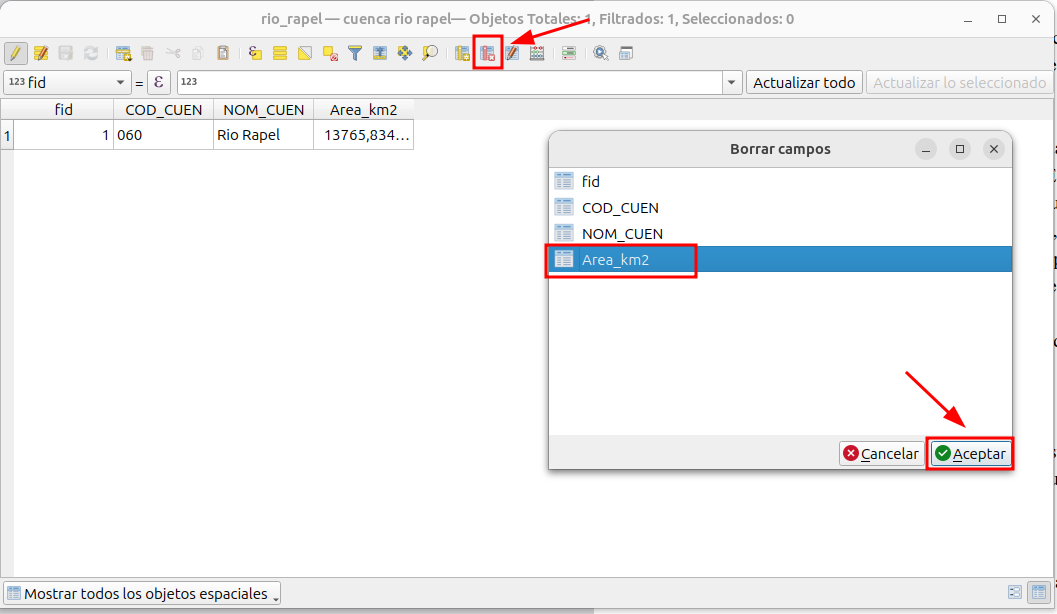 rio_rapel — cuenca rio rapel— Objetos Totales: 1, Filtrados: 1, Seleccionados: 0
123 fid = ε 123 Actualizar todo Actualizar lo seleccionado
fid COD_CUEN NOM_CUEN Area_km2
1 1 060 Rio Rapel 13765,834…
Borrar campos
fid
COD_CUEN
NOM_CUEN
Area_km2
Cancelar Aceptar
Mostrar todos los objetos espaciales